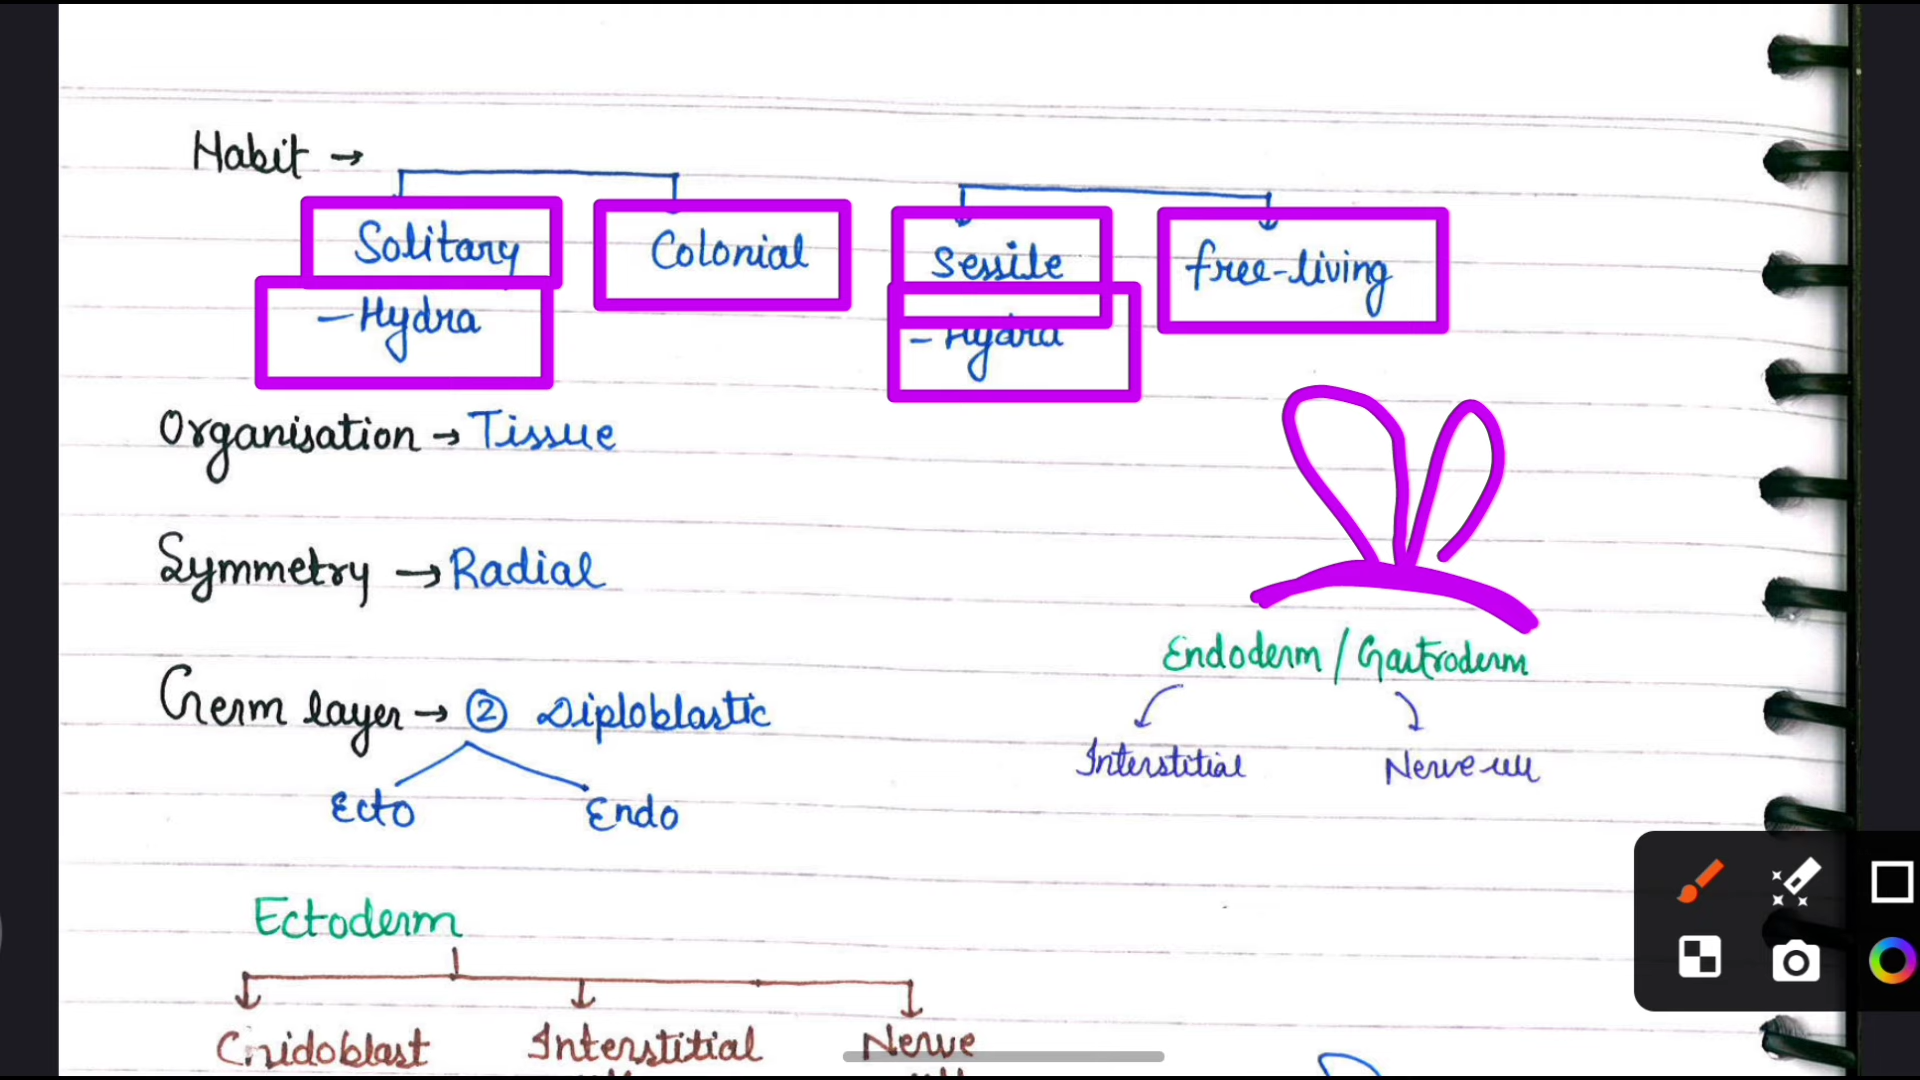 Habit →
Solitary Colonial Sessile free-living
- Hydra - Hydra
Organisation → Tissue
Symmetry → Radial
Endoderm / Gastroderm
Germ layer → ② Diploblastic
Interstitial Nerve cell
Ecto Endo
Ectoderm
Cnidoblast Interstitial Nerve